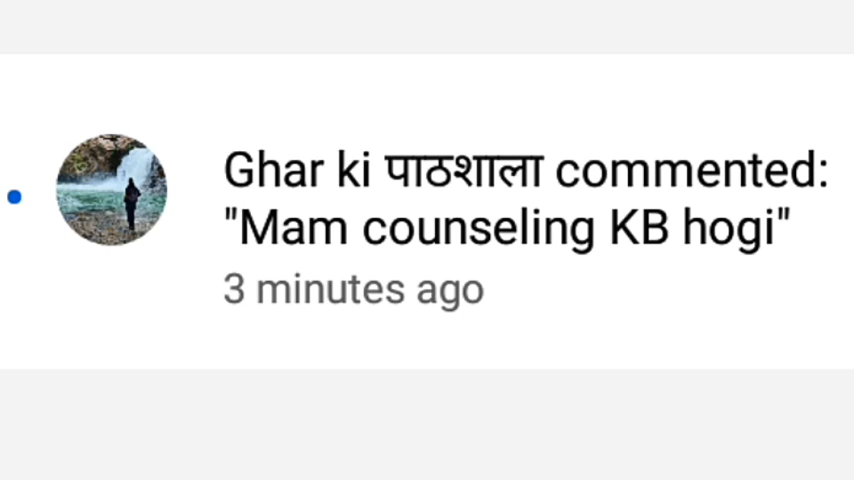 Ghar ki पाठशाला commented:
"Mam counseling KB hogi"
3 minutes ago